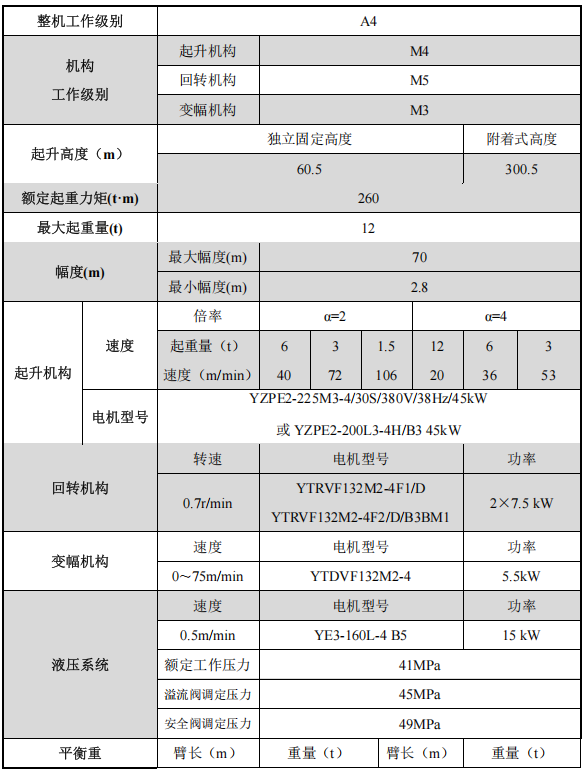 整机工作级别 A4
机构
工作级别
起升机构 M4
回转机构 M5
变幅机构 M3
起升高度（m） 独立固定高度 附着式高度
60.5 300.5
额定起重力矩(t·m) 260
最大起重量(t) 12
幅度(m) 最大幅度(m) 70
最小幅度(m) 2.8
起升机构 速度 倍率 α=2 α=4
起重量（t） 6 3 1.5 12 6 3
速度（m/min） 40 72 106 20 36 53
电机型号 YZPE2-225M3-4/30S/380V/38Hz/45kW
或 YZPE2-200L3-4H/B3 45kW
回转机构 转速 电机型号 功率
0.7r/min YTRVF132M2-4F1/D
YTRVF132M2-4F2/D/B3BM1
2×7.5 kW
变幅机构 速度 电机型号 功率
0～75m/min YTDVF132M2-4 5.5kW
液压系统 速度 电机型号 功率
0.5m/min YE3-160L-4 B5 15 kW
额定工作压力 41MPa
溢流阀调定压力 45MPa
安全阀调定压力 49MPa
平衡重 臂长（m） 重量（t） 臂长（m） 重量（t）